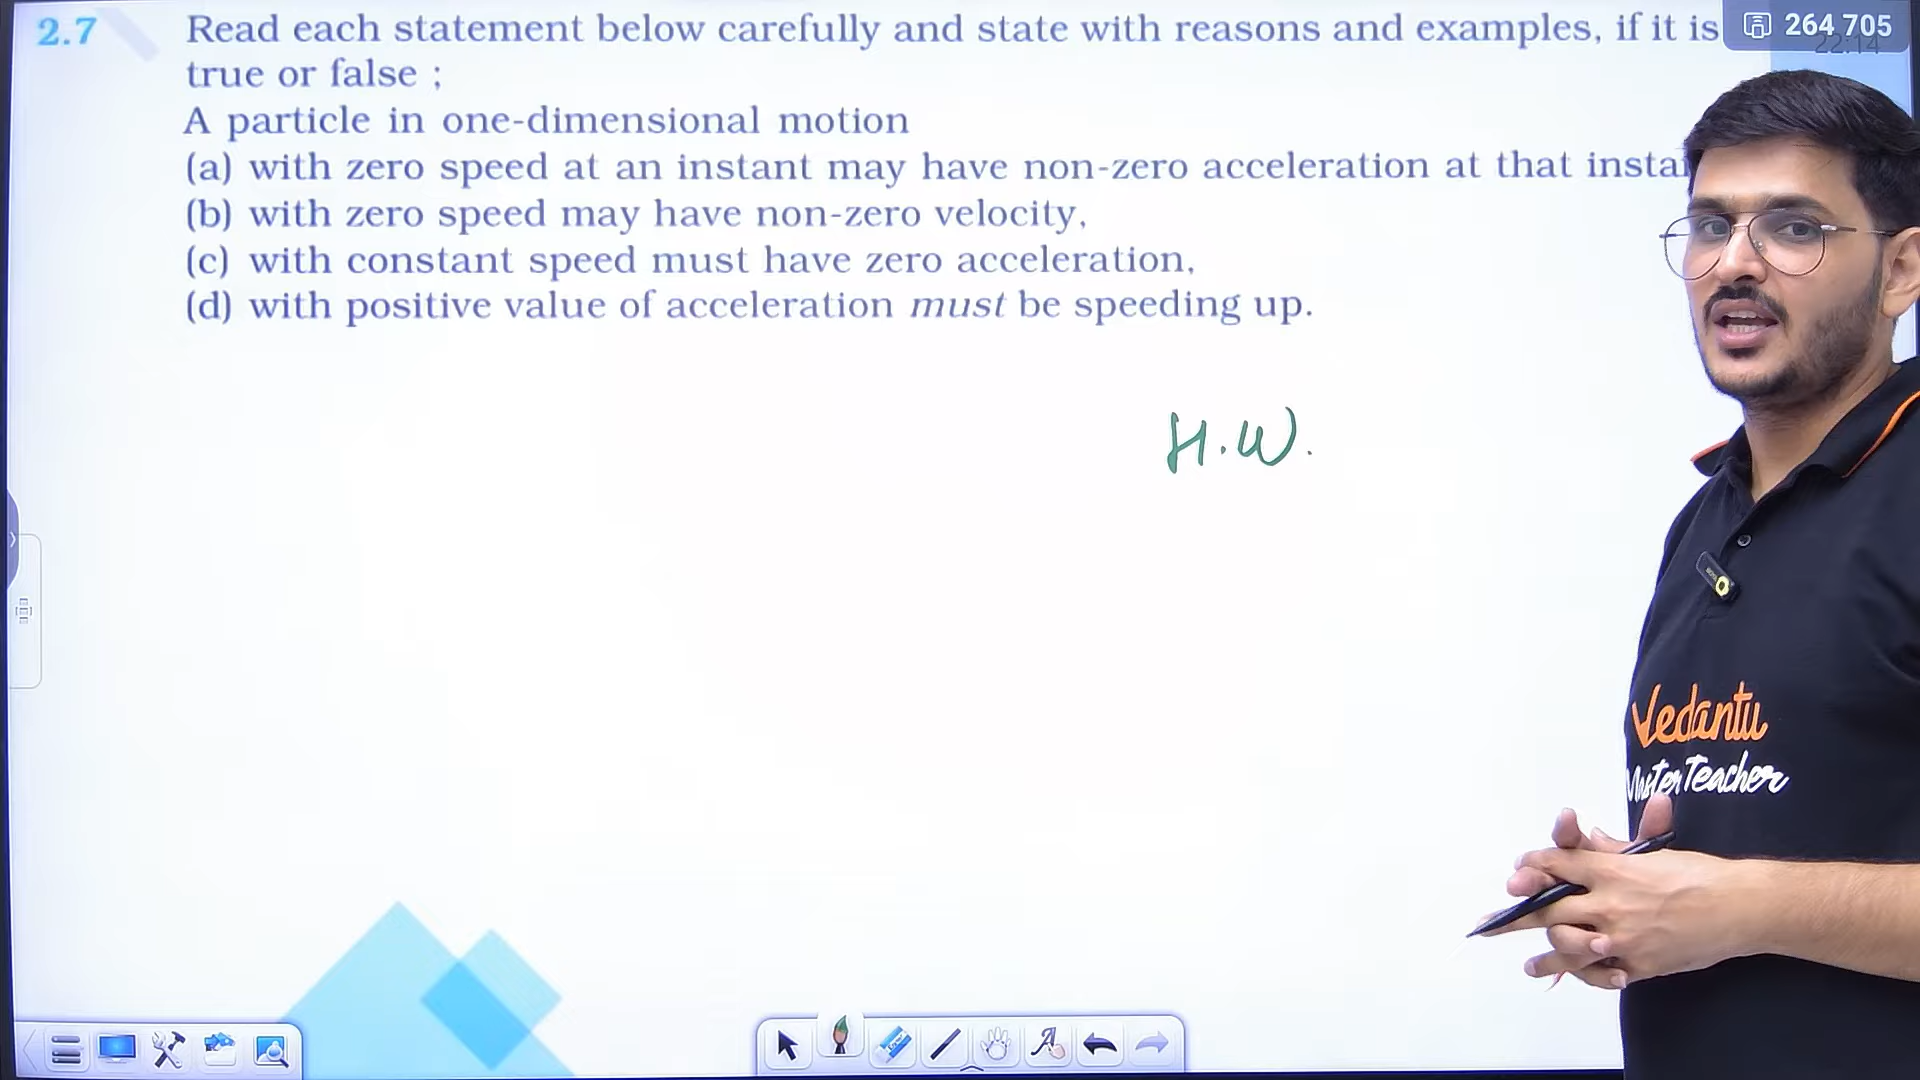 2.7 Read each statement below carefully and state with reasons and examples, if it is
true or false ;
A particle in one-dimensional motion
(a) with zero speed at an instant may have non-zero acceleration at that
(b) with zero speed may have non-zero velocity,
(c) with constant speed must have zero acceleration,
(d) with positive value of acceleration must be speeding up.
H.W.
264 705
22:14
Vedantu
Master Teacher